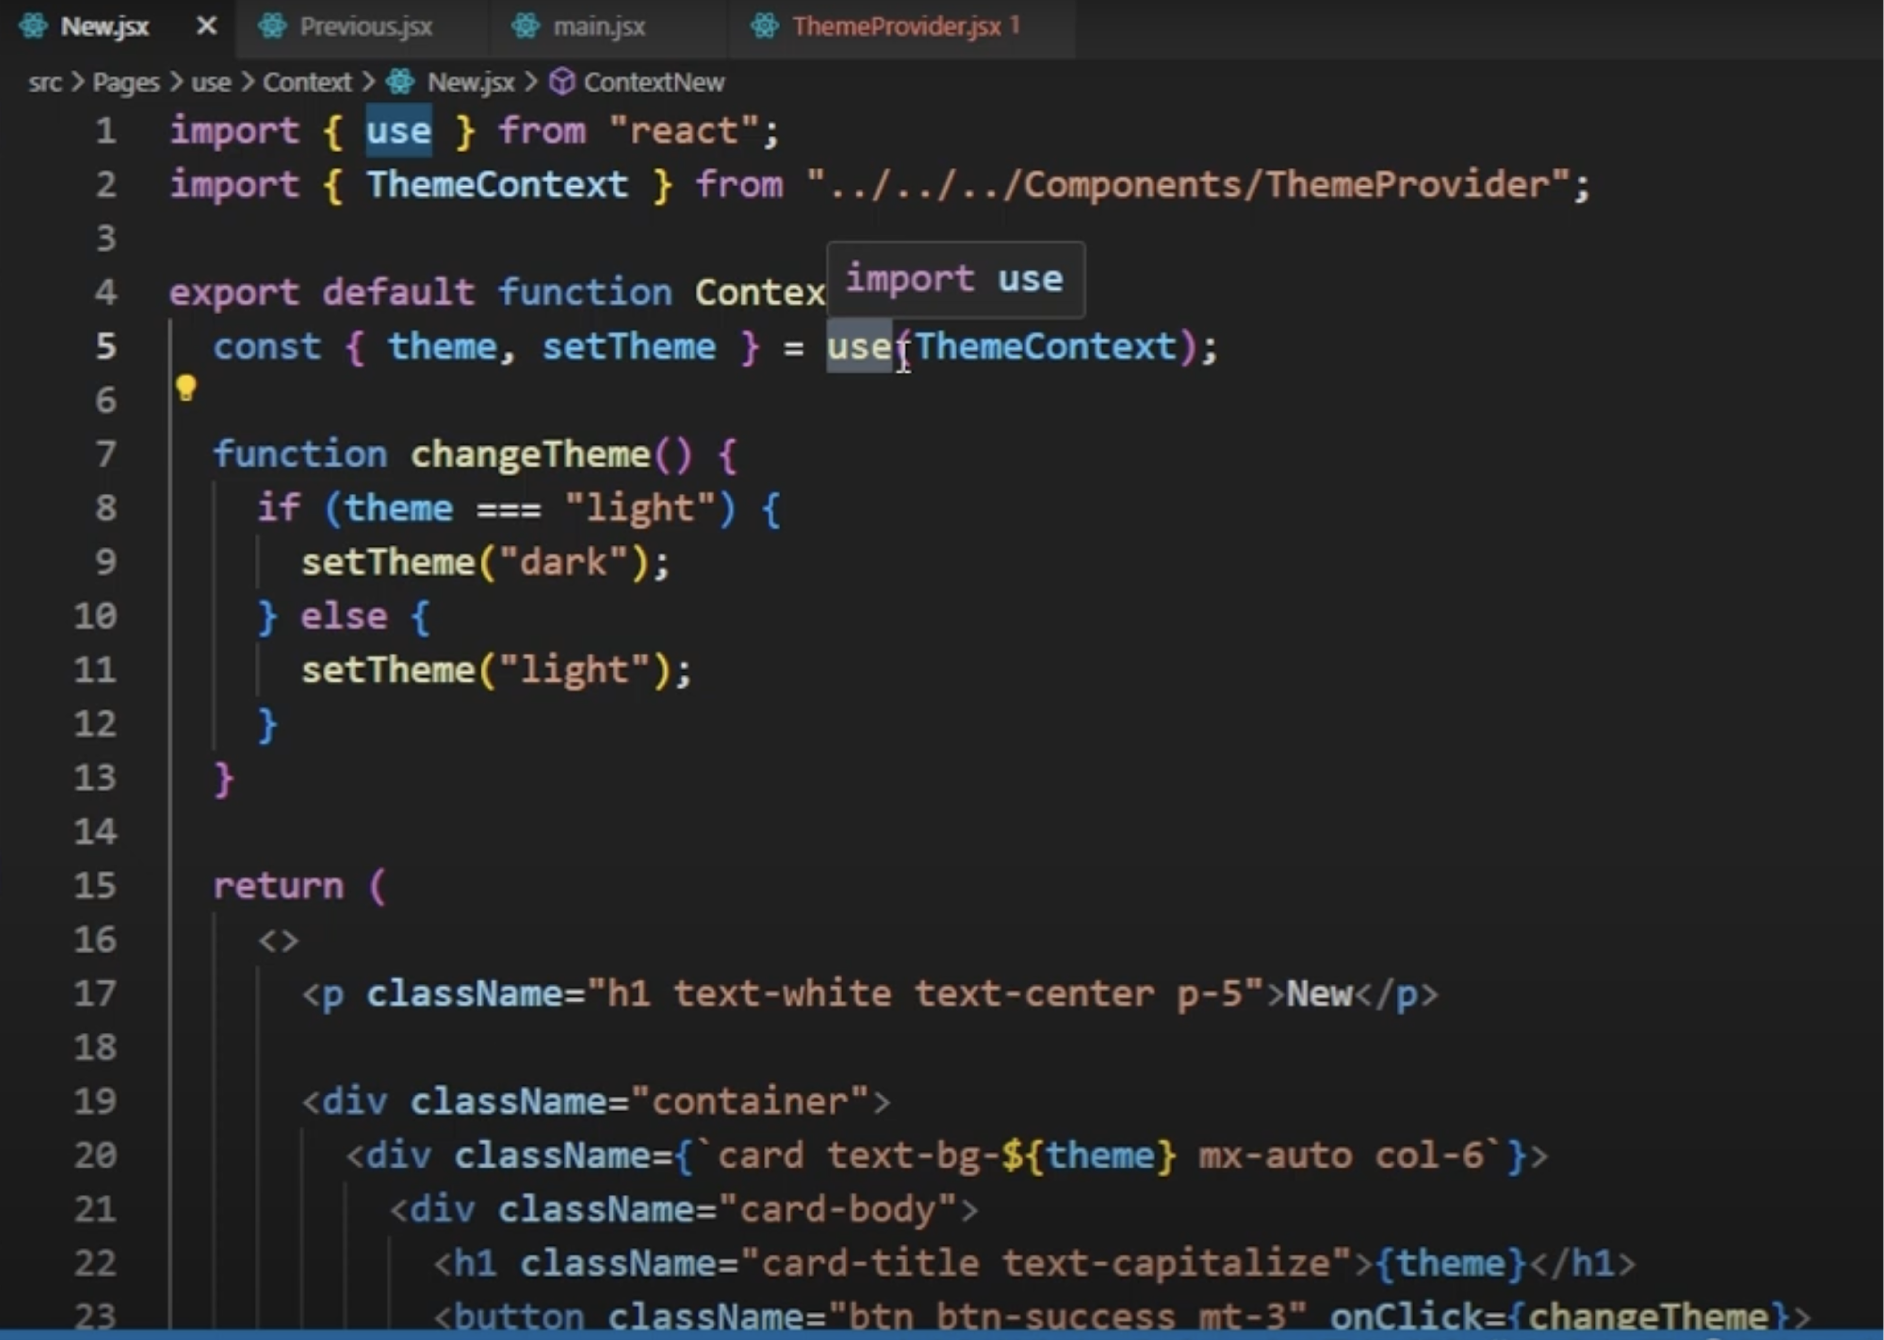 New.jsx × Previous.jsx main.jsx ThemeProvider.jsx 1
src > Pages > use > Context > New.jsx > ContextNew
1 import { use } from "react";
2 import { ThemeContext } from "../../../Components/ThemeProvider";
3
import use
4 export default function Contex
5 const { theme, setTheme } = use(ThemeContext);
6
7 function changeTheme() {
8 if (theme === "light") {
9 setTheme("dark");
10 } else {
11 setTheme("light");
12 }
13 }
14
15 return (
16 <>
17 <p className="h1 text-white text-center p-5">New</p>
18
19 <div className="container">
20 <div className={`card text-bg-${theme} mx-auto col-6`}>
21 <div className="card-body">
22 <h1 className="card-title text-capitalize">{theme}</h1>
23 <button className="btn btn-success mt-3" onClick={changeTheme}>